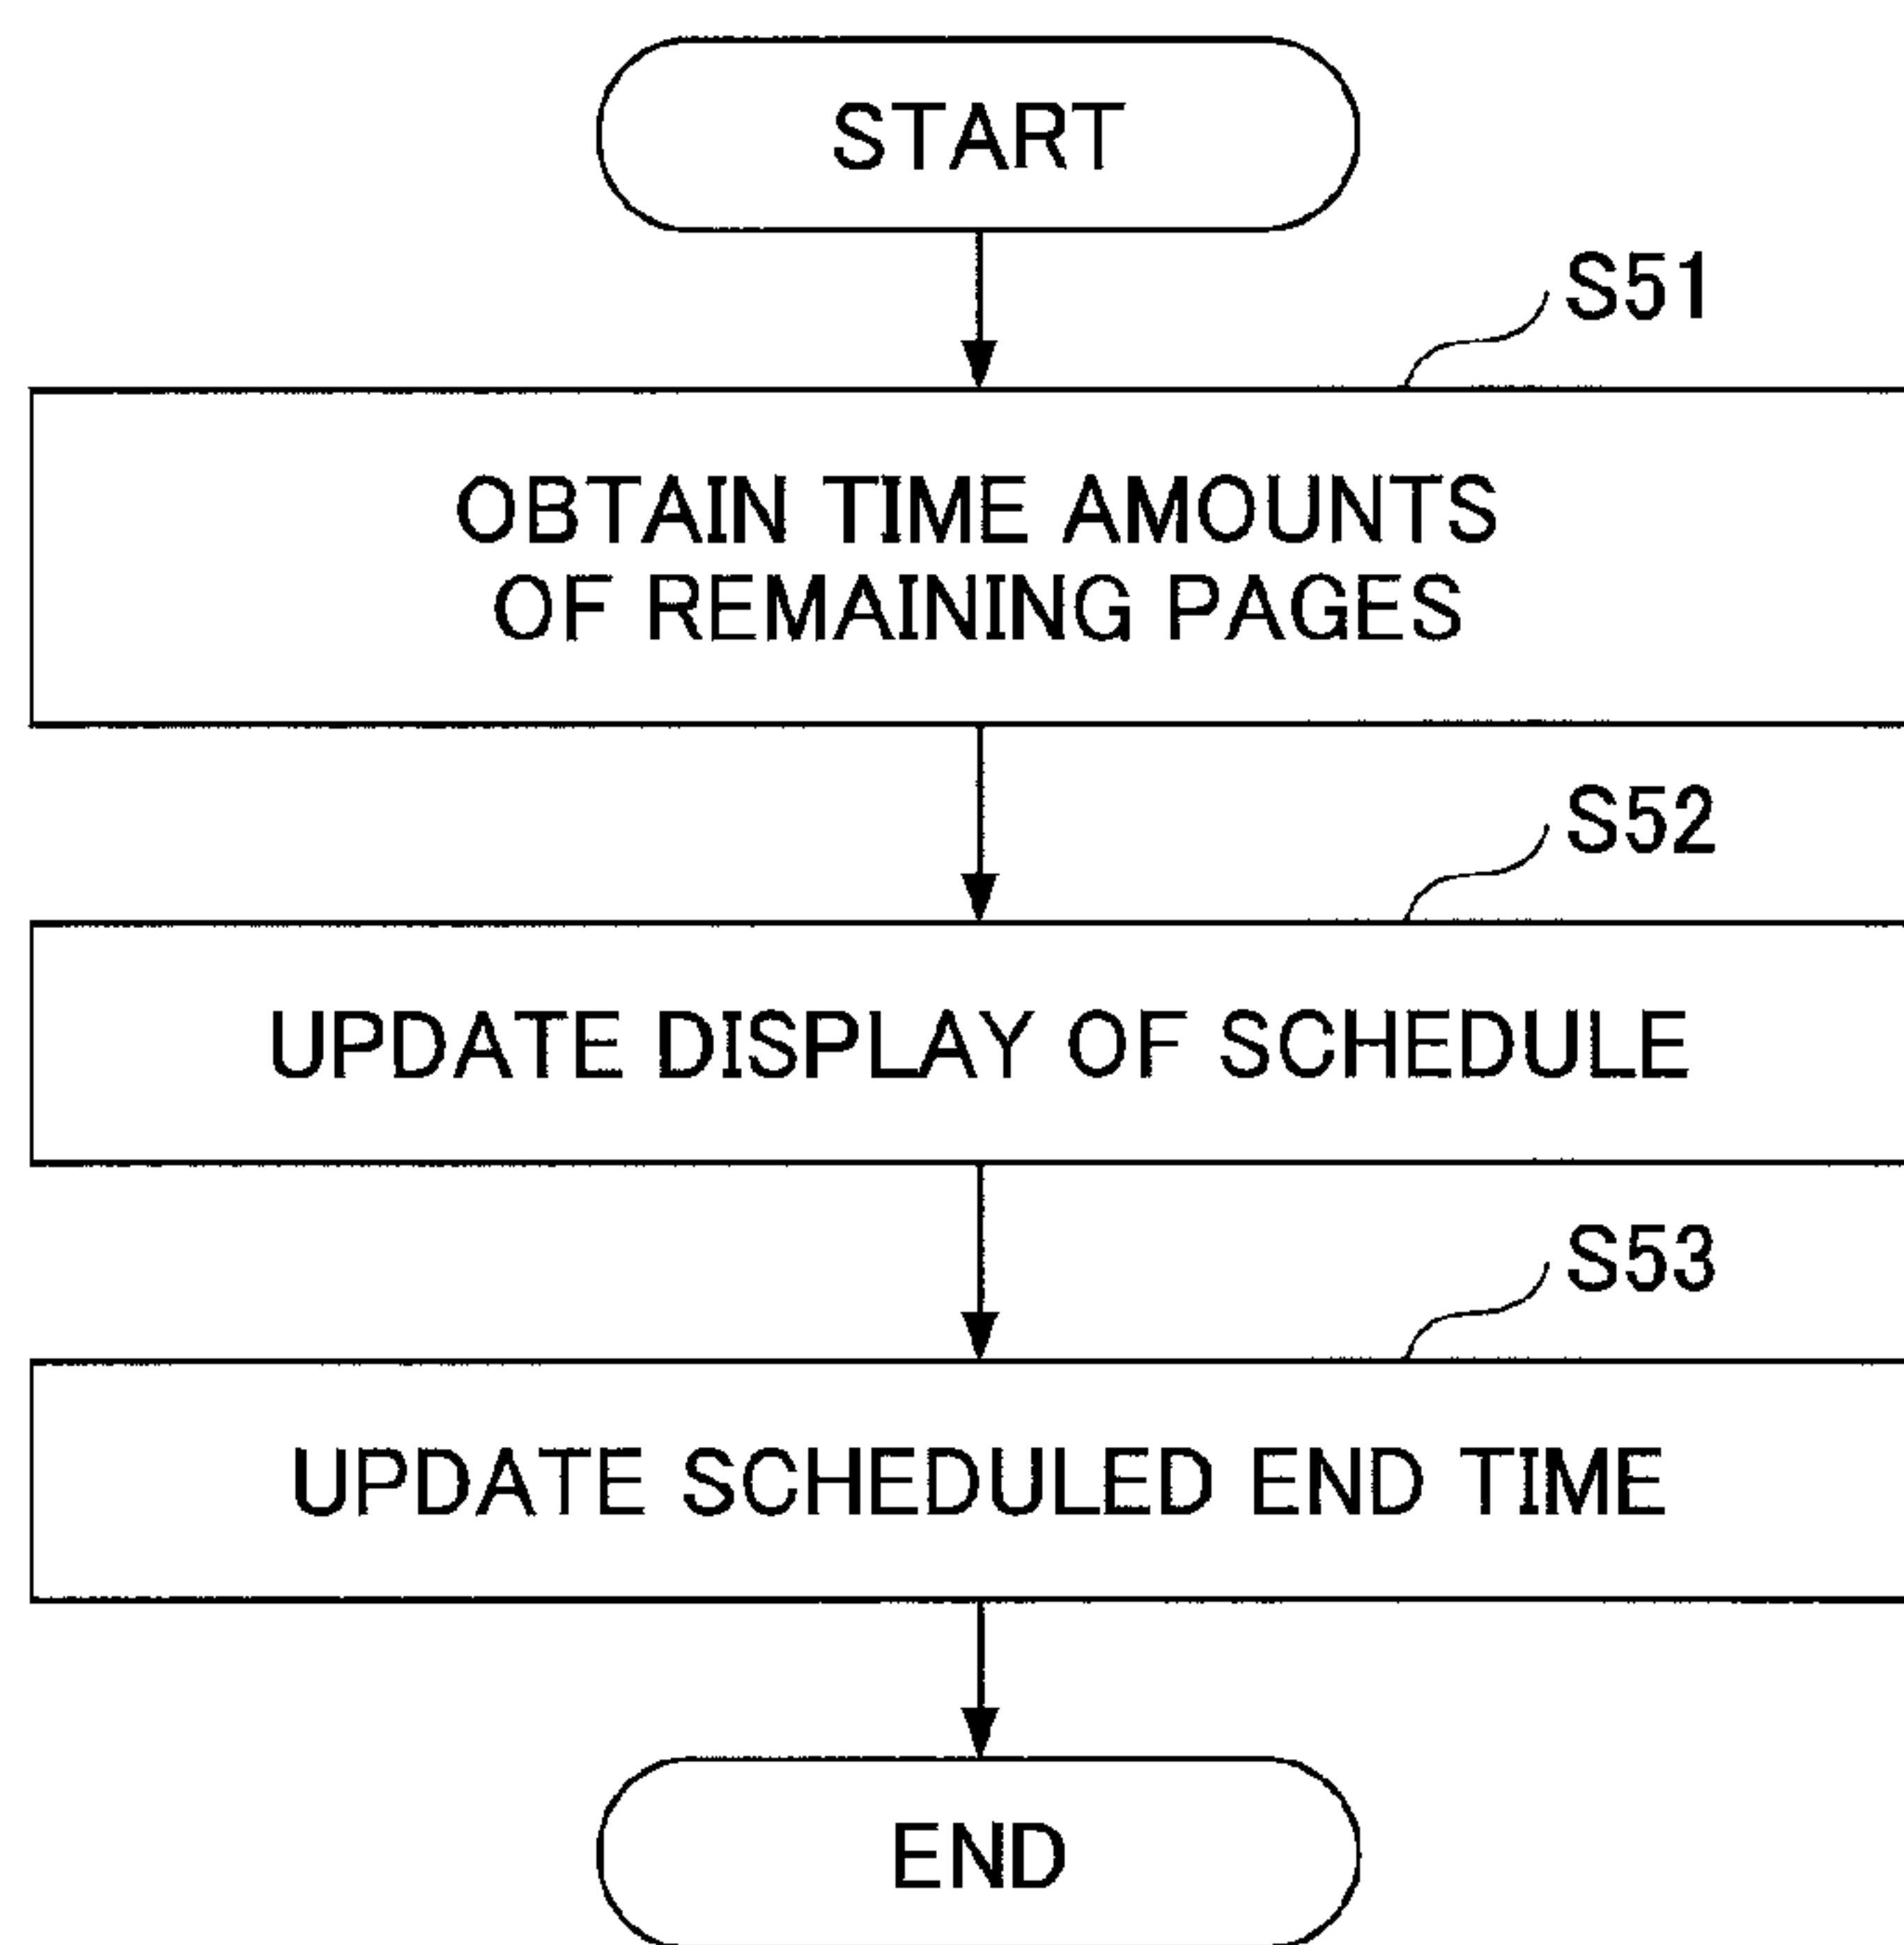 START
S51
OBTAIN TIME AMOUNTS
OF REMAINING PAGES
S52
UPDATE DISPLAY OF SCHEDULE
S53
UPDATE SCHEDULED END TIME
END